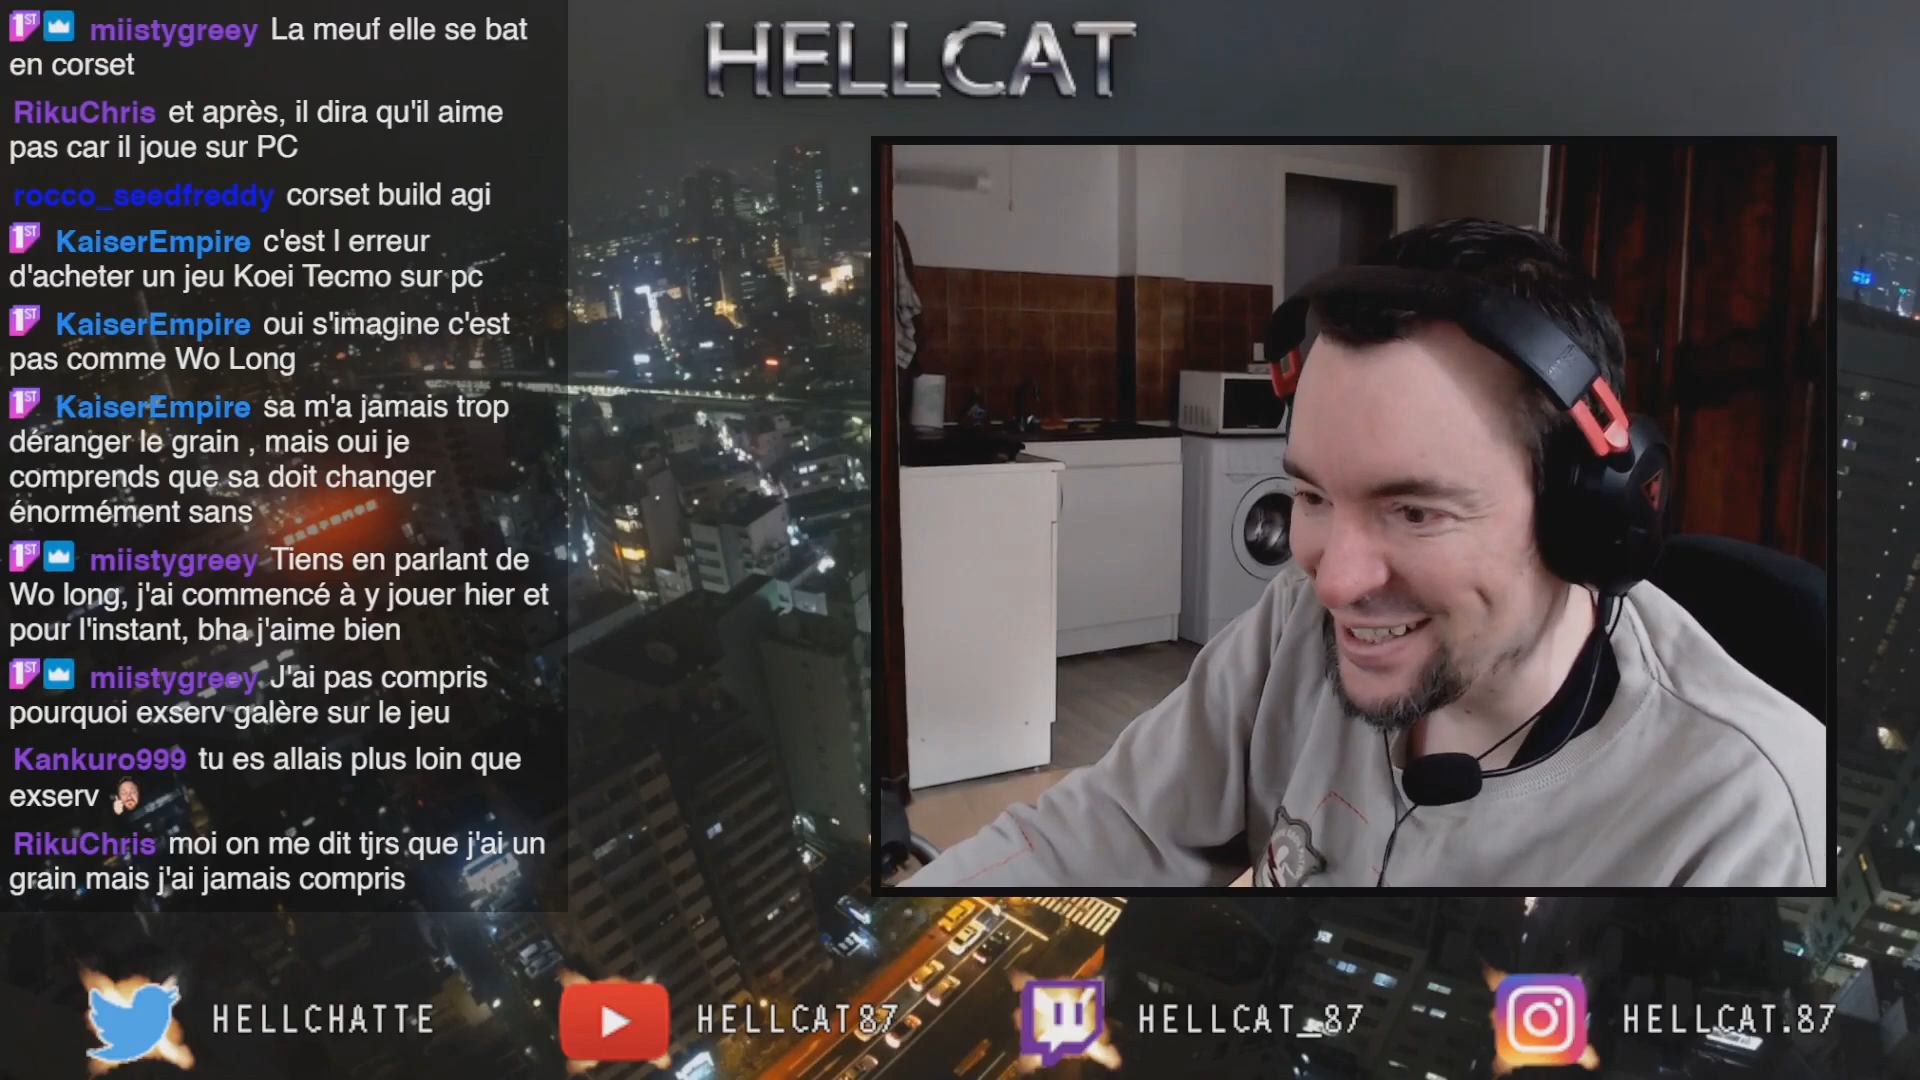 HELLCAT
miistygreey La meuf elle se bat
en corset
RikuChris et après, il dira qu'il aime
pas car il joue sur PC
rocco_seedfreddy corset build agi
KaiserEmpire c'est l erreur
d'acheter un jeu Koei Tecmo sur pc
KaiserEmpire oui s'imagine c'est
pas comme Wo Long
KaiserEmpire sa m'a jamais trop
déranger le grain , mais oui je
comprends que sa doit changer
énormément sans
miistygreey Tiens en parlant de
Wo long, j'ai commencé à y jouer hier et
pour l'instant, bha j'aime bien
miistygreey J'ai pas compris
pourquoi exserv galère sur le jeu
Kankuro999 tu es allais plus loin que
exserv
RikuChris moi on me dit tjrs que j'ai un
grain mais j'ai jamais compris
HELLCHATTE
HELLCAT87
HELLCAT_87
HELLCAT.87